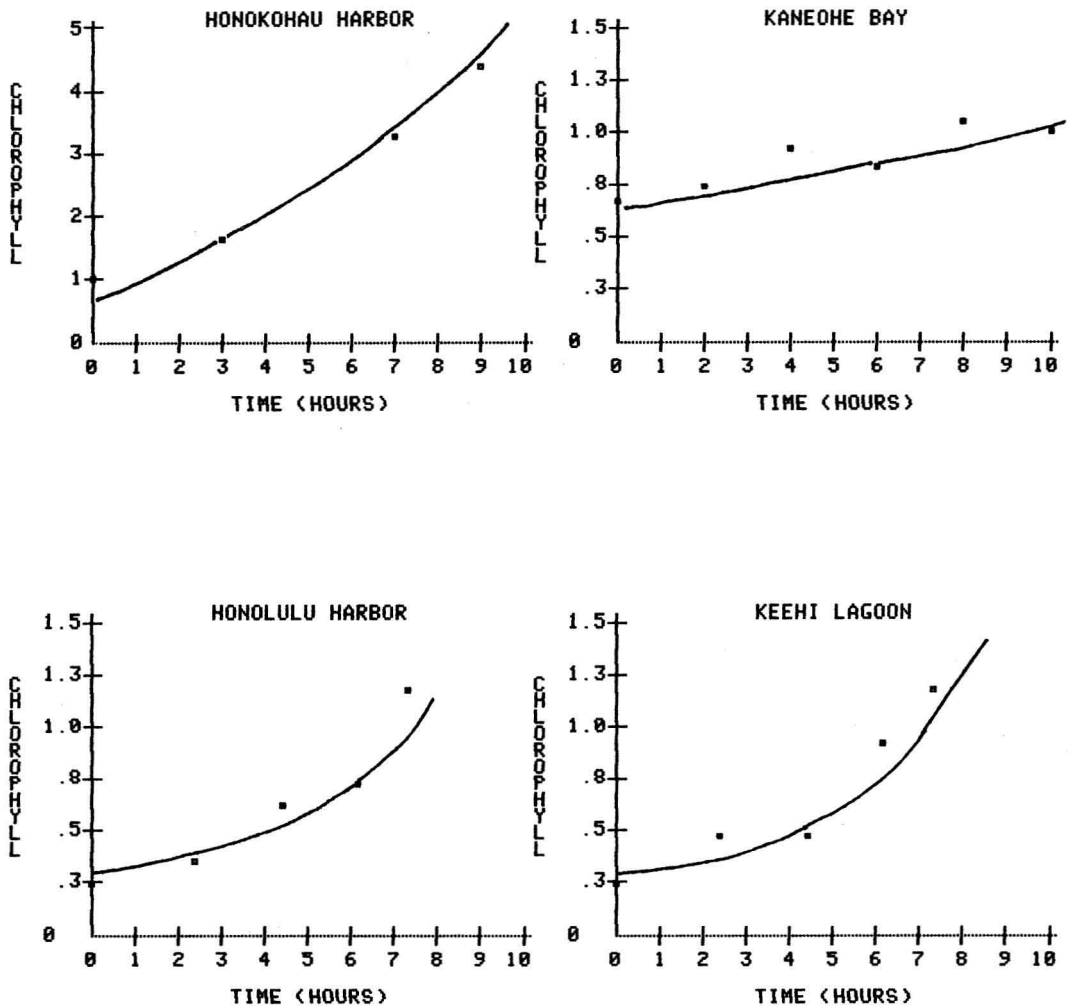 HONOKOHAU HARBOR
CHLOROPHYLL
5
4
3
2
1
0
0 1 2 3 4 5 6 7 8 9 10
TIME (HOURS)
KANEOHE BAY
CHLOROPHYLL
1.5
1.3
1.0
.8
.5
.3
0
0 1 2 3 4 5 6 7 8 9 10
TIME (HOURS)
HONOLULU HARBOR
CHLOROPHYLL
1.5
1.3
1.0
.8
.5
.3
0
0 1 2 3 4 5 6 7 8 9 10
TIME (HOURS)
KEEHI LAGOON
CHLOROPHYLL
1.5
1.3
1.0
.8
.5
.3
0
0 1 2 3 4 5 6 7 8 9 10
TIME (HOURS)